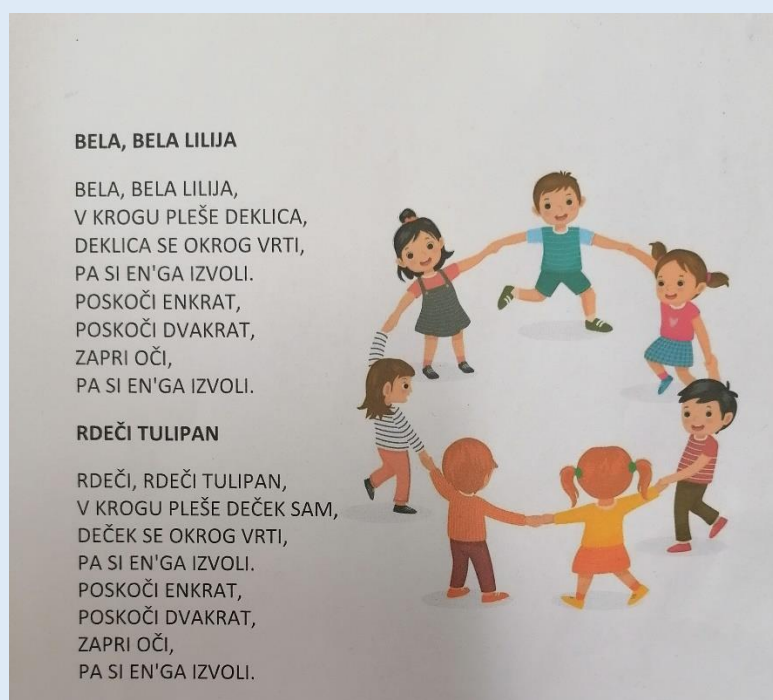 BELA, BELA LILIJA
BELA, BELA LILIJA,
V KROGU PLEŠE DEKLICA,
DEKLICA SE OKROG VRTI,
PA SI EN'GA IZVOLI.
POSKOČI ENKRAT,
POSKOČI DVAKRAT,
ZAPRI OČI,
PA SI EN'GA IZVOLI.
RDEČI TULIPAN
RDEČI, RDEČI TULIPAN,
V KROGU PLEŠE DEČEK SAM,
DEČEK SE OKROG VRTI,
PA SI EN'GA IZVOLI.
POSKOČI ENKRAT,
POSKOČI DVAKRAT,
ZAPRI OČI,
PA SI EN'GA IZVOLI.